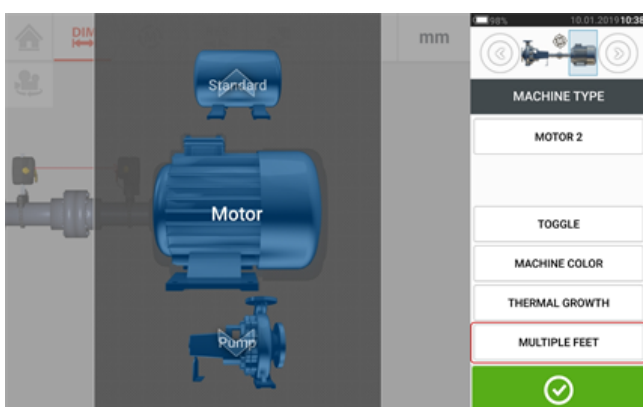 DIM
mm
98%
10.01.2019 10:38
Standard
Motor
Pump
MACHINE TYPE
MOTOR 2
TOGGLE
MACHINE COLOR
THERMAL GROWTH
MULTIPLE FEET